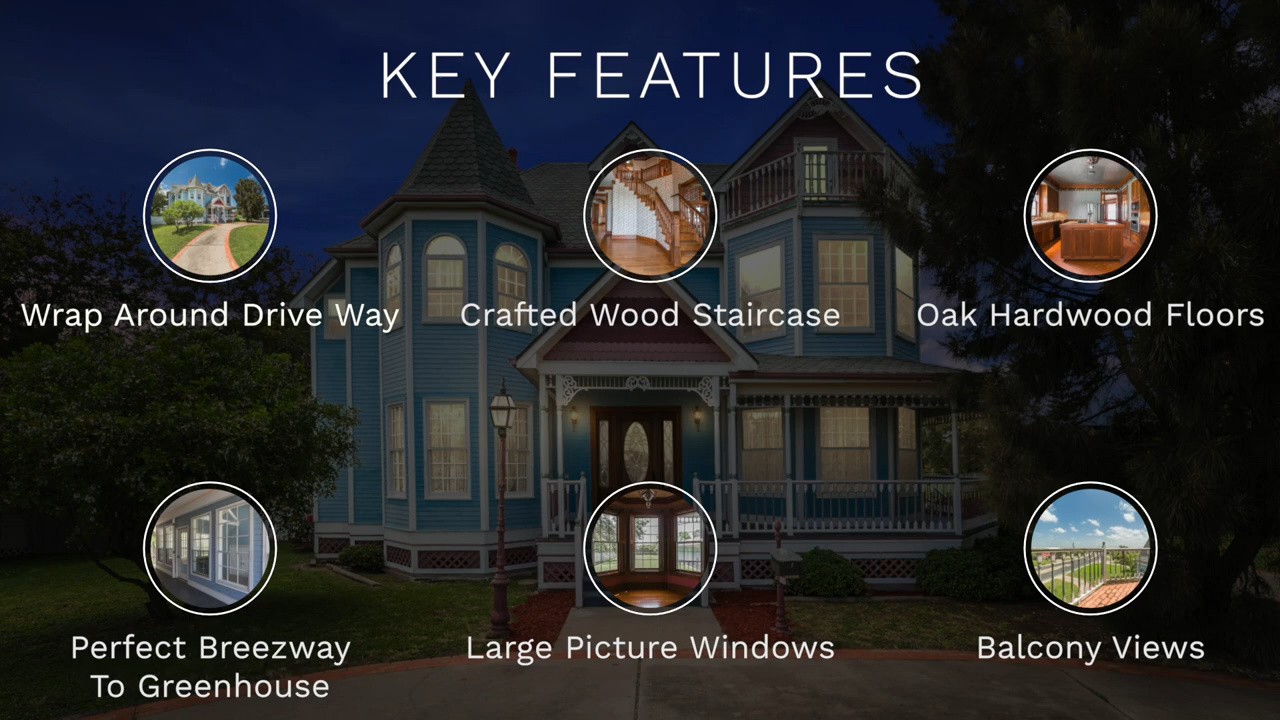 KEY FEATURES
Wrap Around Drive Way
Crafted Wood Staircase
Oak Hardwood Floors
Perfect Breezway
To Greenhouse
Large Picture Windows
Balcony Views